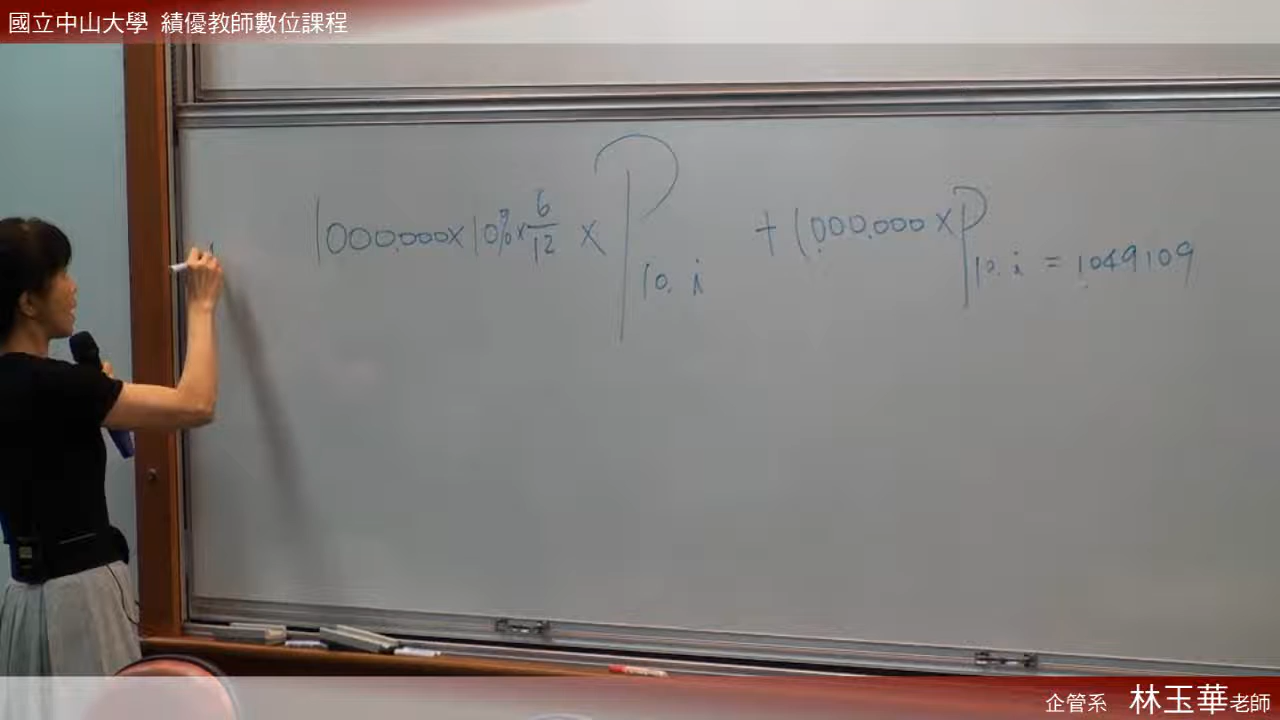 國立中山大學 績優教師數位課程
1000,000x10%x6/12 x P10. i + 1,000,000 x P10. i = 1049109
企管系 林玉華老師